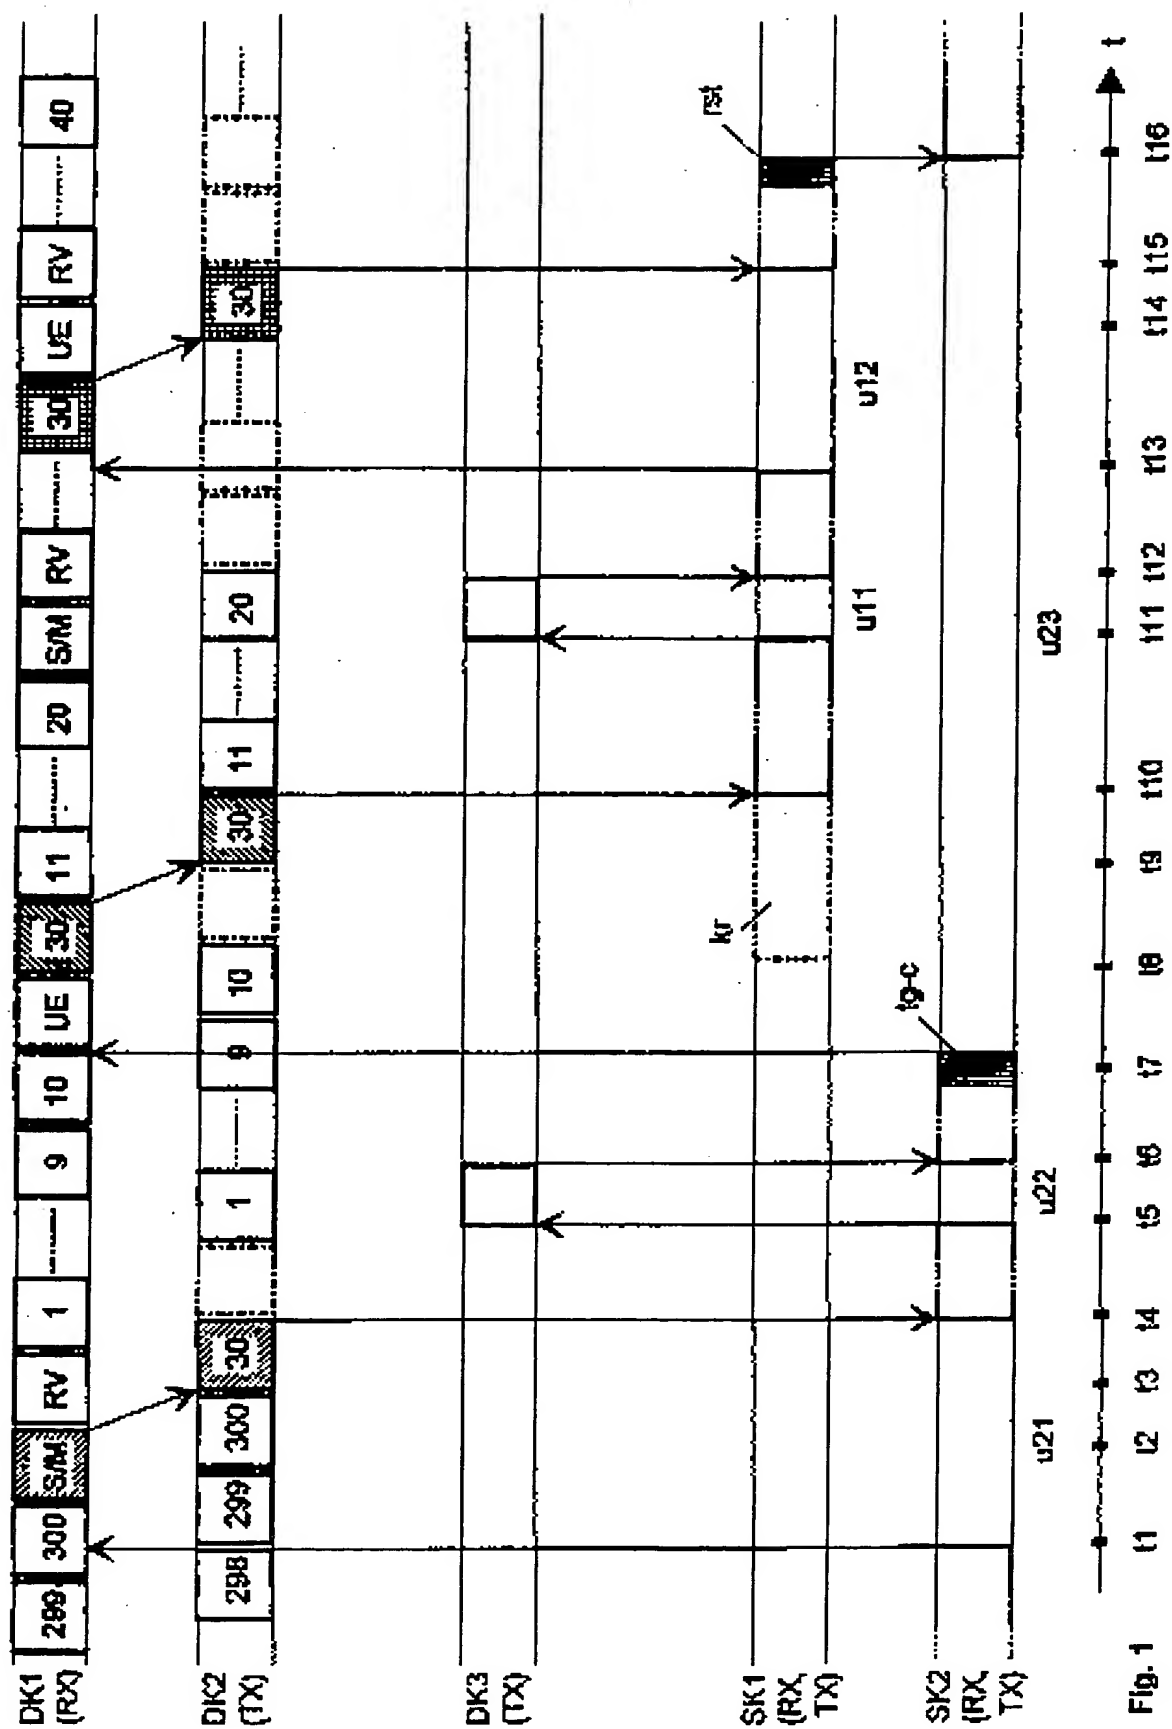 DK1 (RX) 299 300 S/M RV 1 9 10 UE 30 11 20 S/M RV 30 UE RV 40
DK2 (TX) 298 299 300 30 1 9 10 30 11 20 30
DK3 (TX)
SK1 (RX, TX) kr u11 u12 rst
SK2 (RX, TX) tg-c
u21 u22 u23
t
t1 t2 t3 t4 t5 t6 t7 t8 t9 t10 t11 t12 t13 t14 t15 t16
Fig. 1